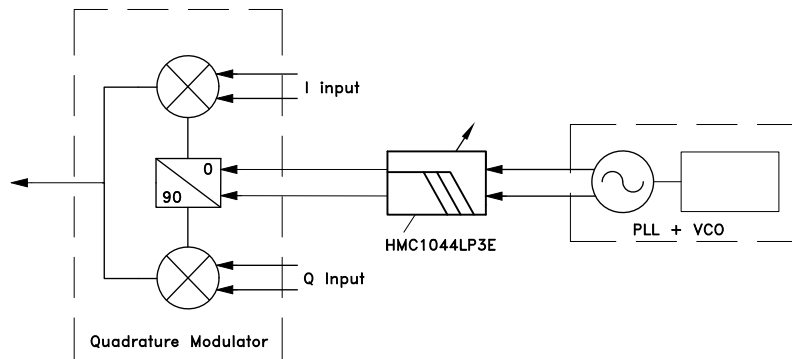 I input
0
90
HMC1044LP3E
PLL + VCO
Q Input
Quadrature Modulator